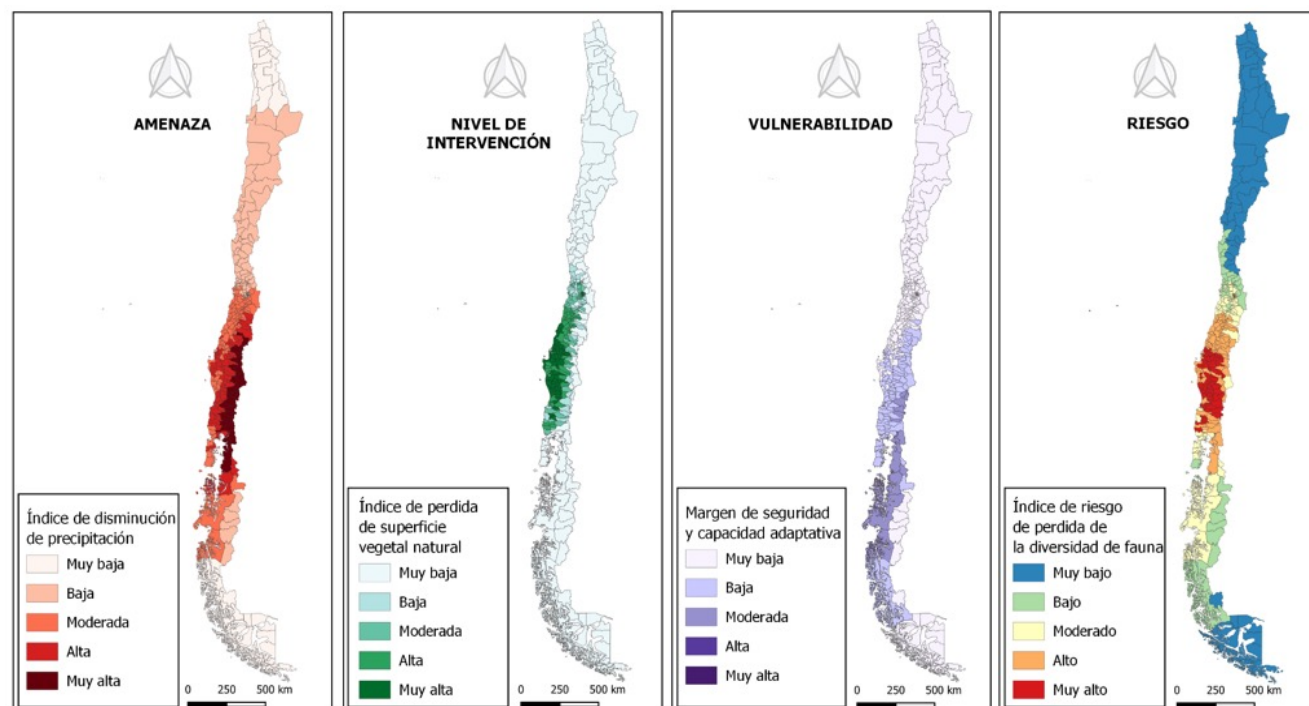 AMENAZA
Índice de disminución
de precipitación
Muy baja
Baja
Moderada
Alta
Muy alta
0 250 500 km
NIVEL DE
INTERVENCIÓN
Índice de perdida
de superficie
vegetal natural
Muy baja
Baja
Moderada
Alta
Muy alta
0 250 500 km
VULNERABILIDAD
Margen de seguridad
y capacidad adaptativa
Muy baja
Baja
Moderada
Alta
Muy alta
0 250 500 km
RIESGO
Índice de riesgo
de perdida de
la diversidad de fauna
Muy bajo
Bajo
Moderado
Alto
Muy alto
0 250 500 km